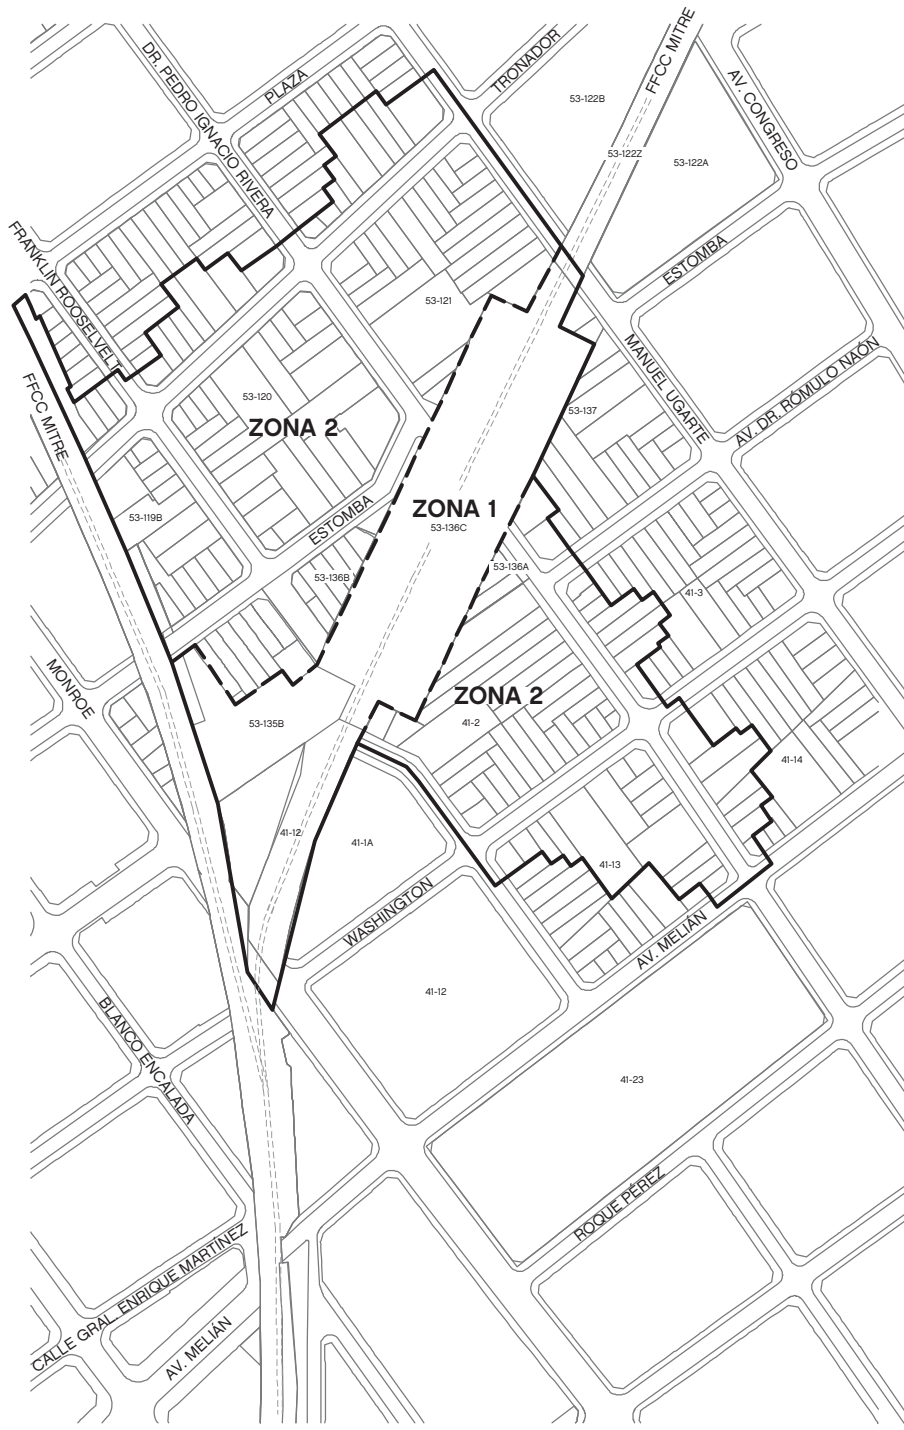 FFCC MITRE
DR. PEDRO IGNACIO RIVERA
PLAZA
TRONADOR
AV. CONGRESO
53-122B
53-122Z
53-122A
FRANKLIN ROOSELVELT
ESTOMBA
53-121
MANUEL UGARTE
AV. DR. RÓMULO NAÓN
FFCC MITRE
53-120
53-137
ZONA 2
ZONA 1
53-119B
ESTOMBA
53-136C
53-136B
53-136A
41-3
MONROE
ZONA 2
53-135B
41-2
41-14
41-12
41-1A
41-13
WASHINGTON
AV. MELIÁN
41-12
BLANCO ENCALADA
41-23
ROQUE PÉREZ
CALLE GRAL. ENRIQUE MARTÍNEZ
AV. MELIÁN